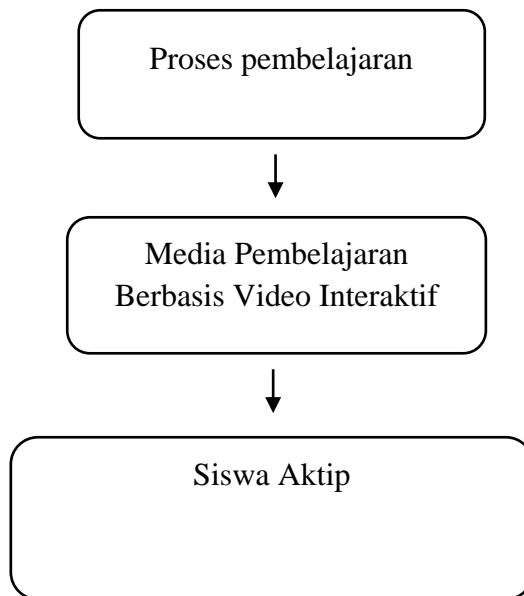 Proses pembelajaran
Media Pembelajaran
Berbasis Video Interaktif
Siswa Aktip